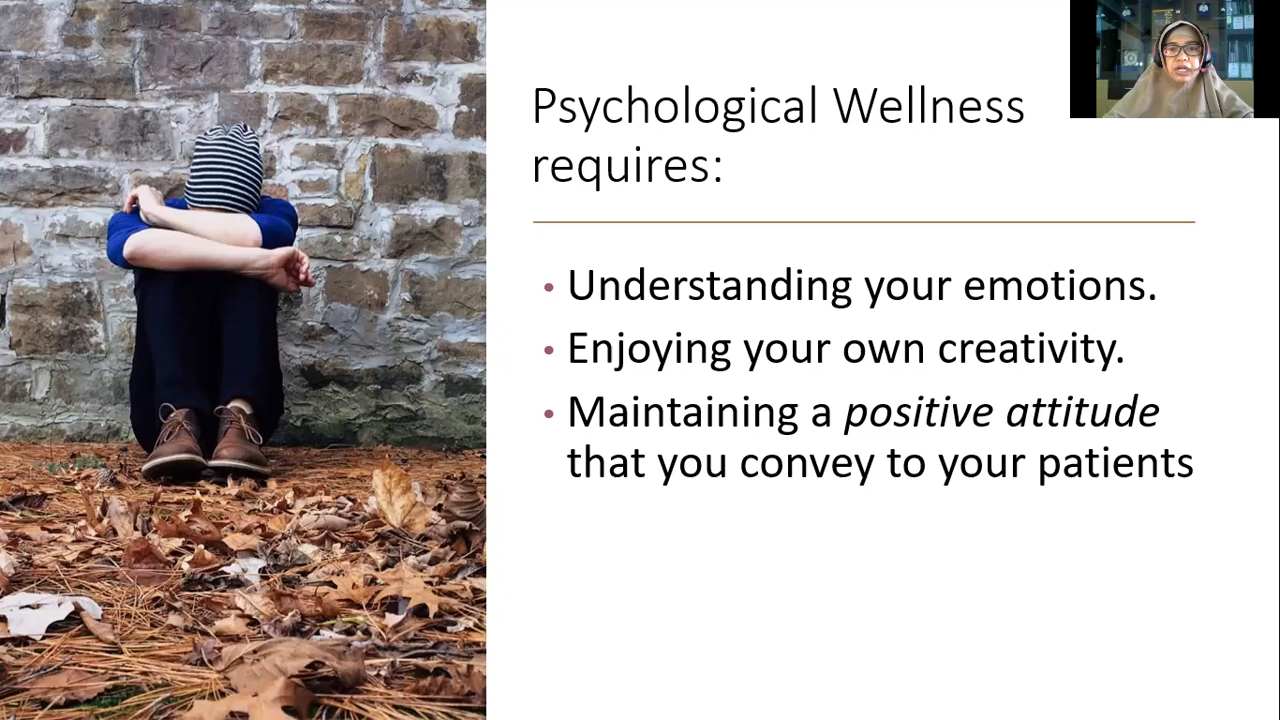 Psychological Wellness
requires:
• Understanding your emotions.
• Enjoying your own creativity.
• Maintaining a positive attitude
that you convey to your patients